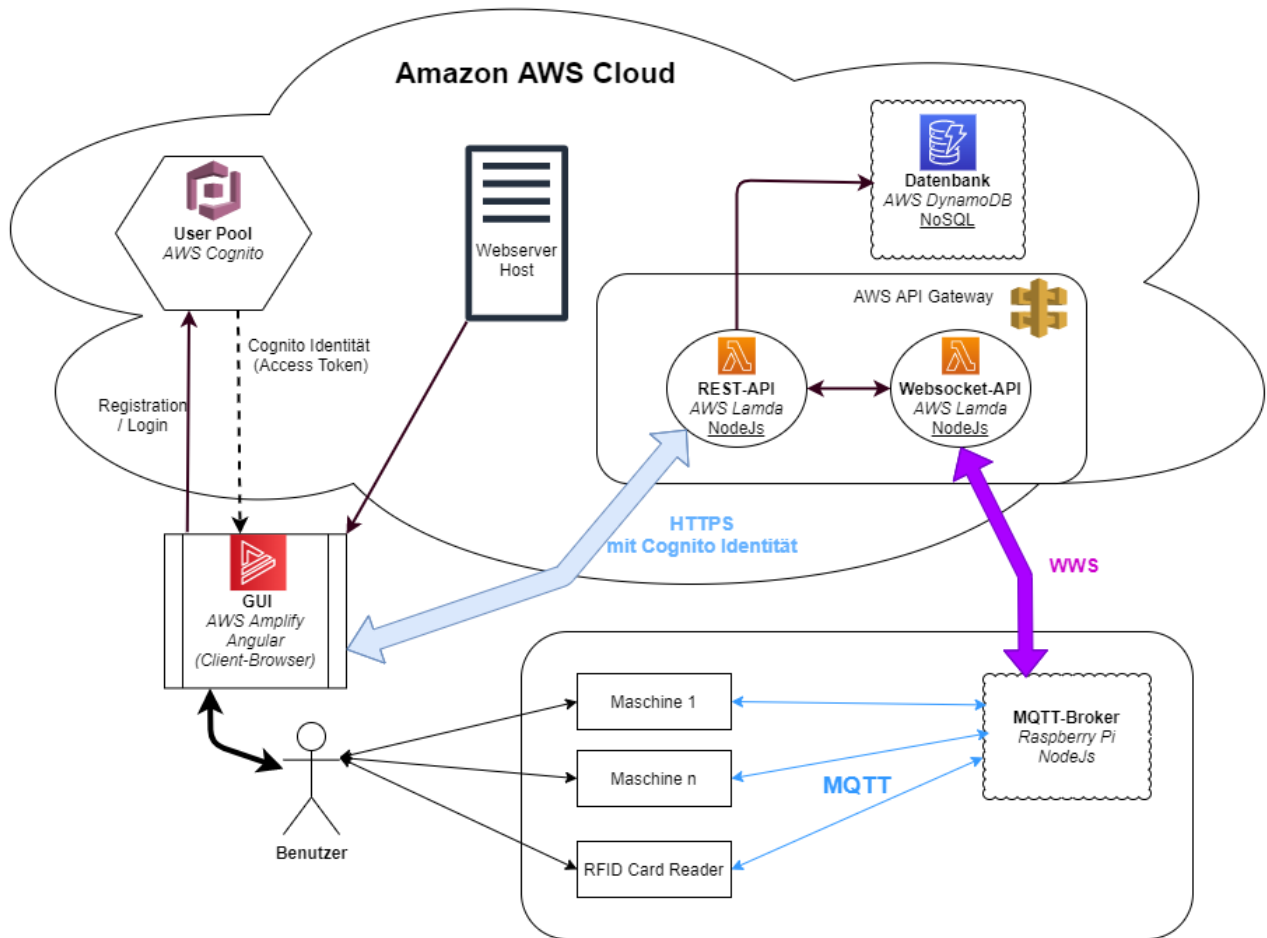 Amazon AWS Cloud
User Pool
AWS Cognito
Webserver
Host
Datenbank
AWS DynamoDB
NoSQL
AWS API Gateway
Cognito Identität
(Access Token)
Registration
/ Login
REST-API
AWS Lamda
NodeJs
Websocket-API
AWS Lamda
NodeJs
HTTPS
mit Cognito Identität
WWS
GUI
AWS Amplify
Angular
(Client-Browser)
Maschine 1
Maschine n
RFID Card Reader
MQTT
MQTT-Broker
Raspberry Pi
NodeJs
Benutzer